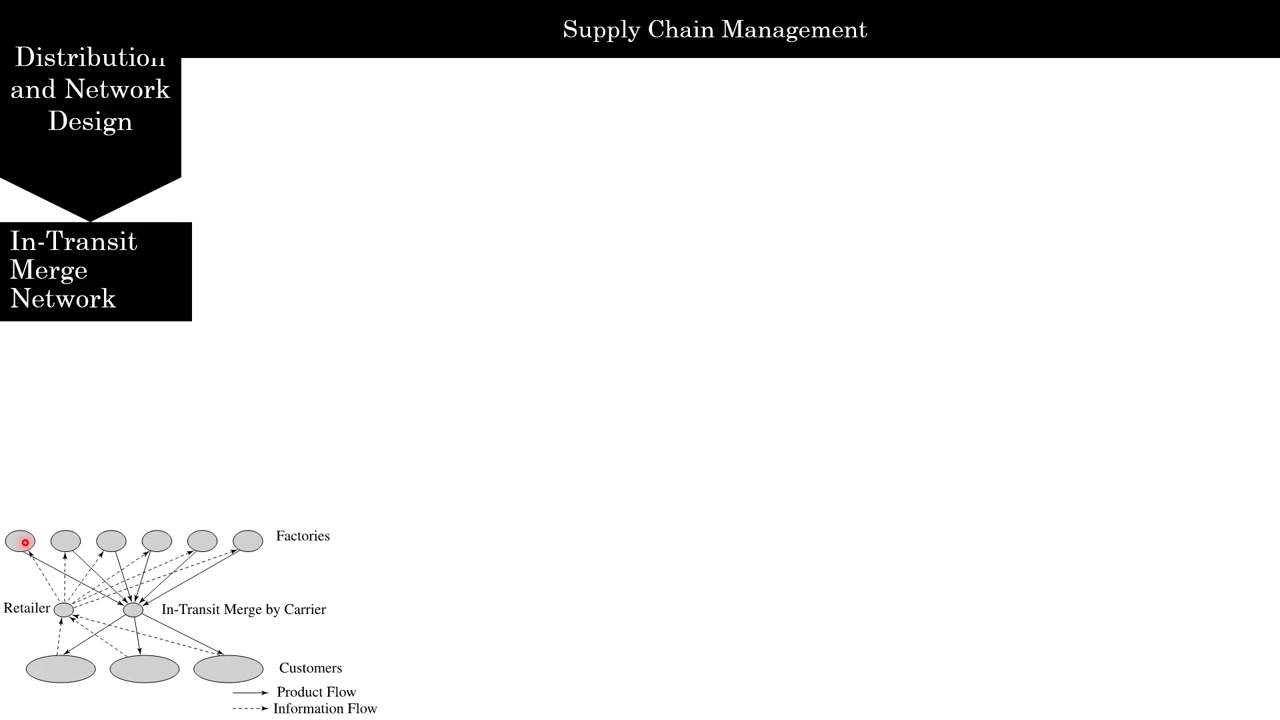 Supply Chain Management
Distribution
and Network
Design
In-Transit
Merge
Network
Factories
Retailer
In-Transit Merge by Carrier
Customers
Product Flow
Information Flow